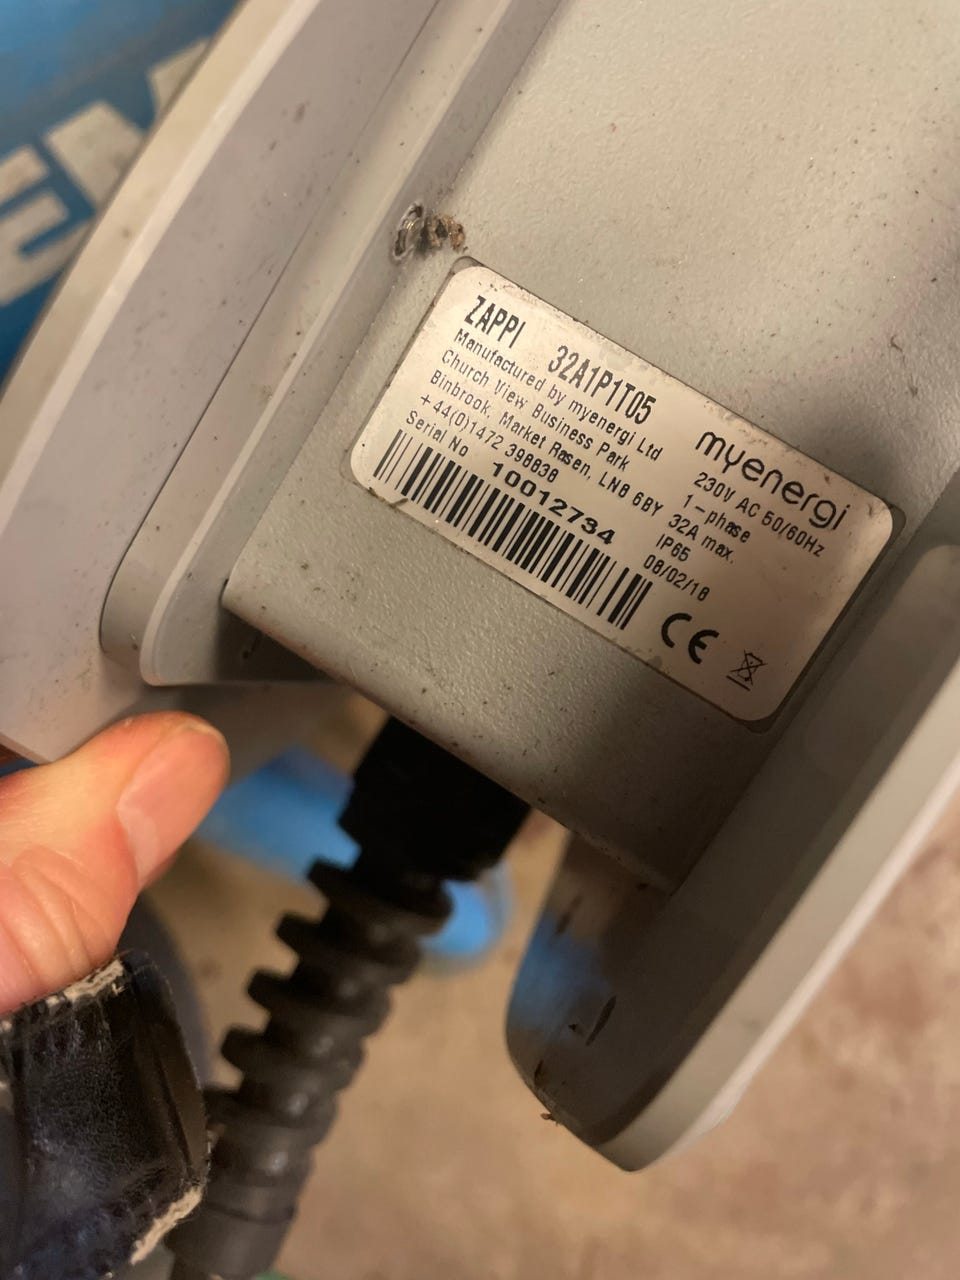 ZAPPI 32A1P1T05
Manufactured by myenergi Ltd
Church View Business Park
Binbrook, Market Rasen, LN8 6BY
+44(0)1472 398838
Serial No 10012734
myenergi
230V AC 50/60Hz
1-phase
32A max.
IP65
08/02/18
CE